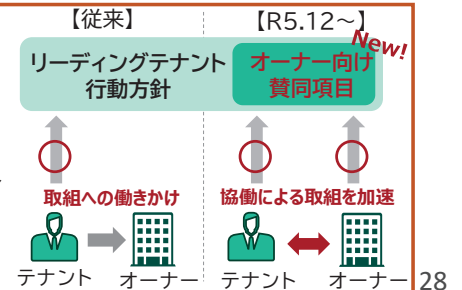 【従来】
【R5.12~】
New!
リーディングテナント
行動方針
オーナー向け
賛同項目
取組への働きかけ
協働による取組を加速
テナント
オーナー
テナント
オーナー
28